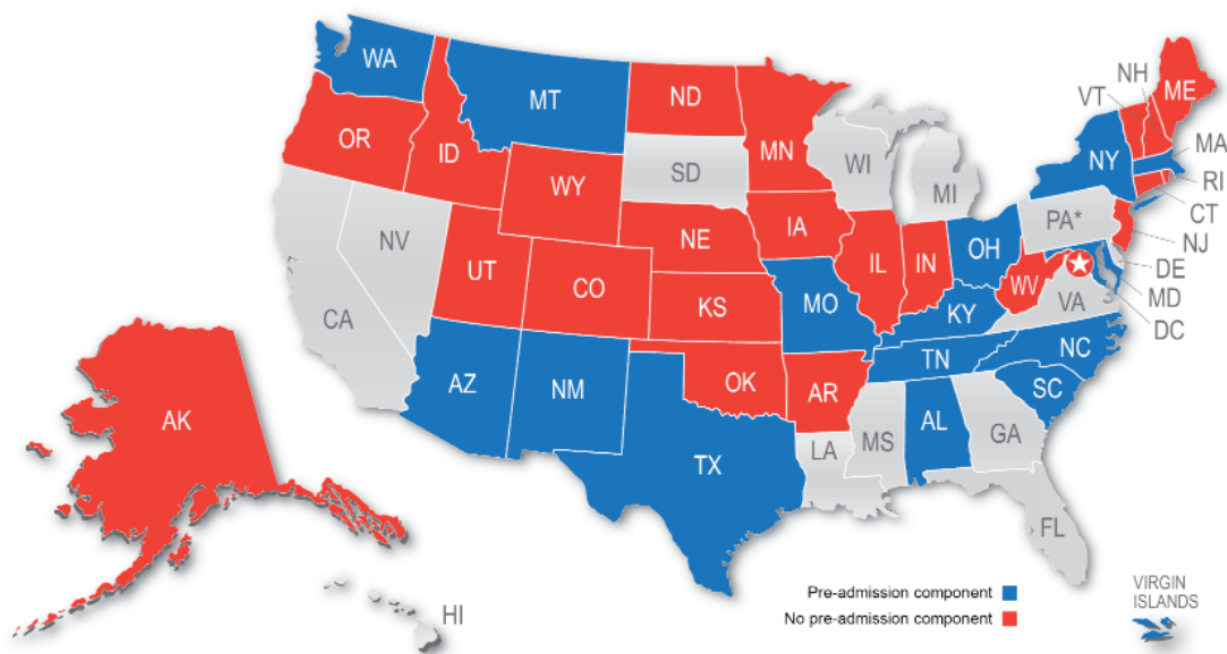 WA
MT
ND
MN
OR
ID
WY
SD
WI
MI
NH
VT
ME
MA
NY
RI
CT
PA*
NJ
DE
MD
DC
NV
UT
CO
NE
IA
IL
IN
OH
WV
VA
CA
KS
MO
KY
NC
TN
SC
AZ
NM
OK
AR
TX
LA
MS
AL
GA
FL
AK
HI
Pre-admission component
No pre-admission component
VIRGIN
ISLANDS